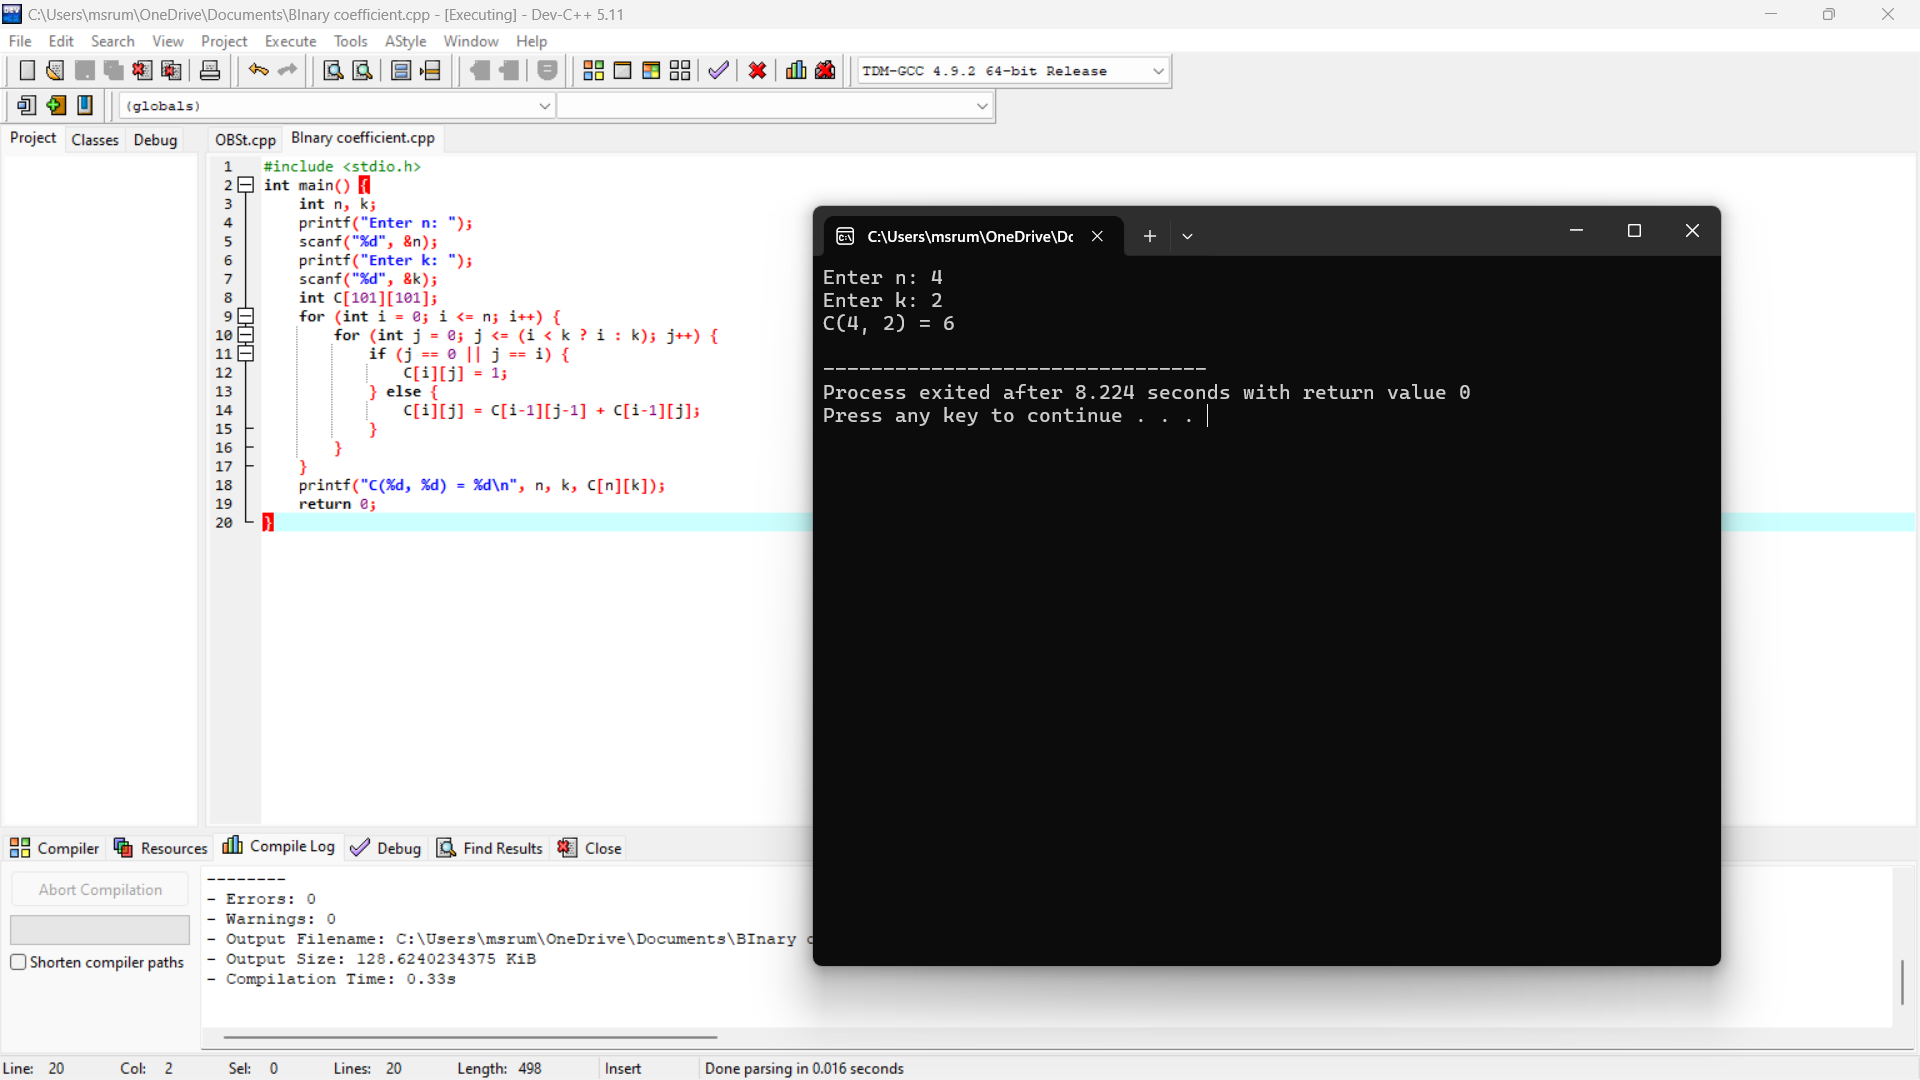 C:\Users\msrum\OneDrive\Documents\BInary coefficient.cpp - [Executing] - Dev-C++ 5.11
File Edit Search View Project Execute Tools AStyle Window Help
TDM-GCC 4.9.2 64-bit Release
(globals)
Project Classes Debug OBSt.cpp BInary coefficient.cpp
1 #include <stdio.h>
2 int main() {
3 int n, k;
4 printf("Enter n: ");
5 scanf("%d", &n);
6 printf("Enter k: ");
7 scanf("%d", &k);
8 int C[101][101];
9 for (int i = 0; i <= n; i++) {
10 for (int j = 0; j <= (i < k ? i : k); j++) {
11 if (j == 0 || j == i) {
12 C[i][j] = 1;
13 } else {
14 C[i][j] = C[i-1][j-1] + C[i-1][j];
15 }
16 }
17 }
18 printf("C(%d, %d) = %d\n", n, k, C[n][k]);
19 return 0;
20 }
C:\Users\msrum\OneDrive\Dc
Enter n: 4
Enter k: 2
C(4, 2) = 6
--------------------------------
Process exited after 8.224 seconds with return value 0
Press any key to continue . . .
Compiler Resources Compile Log Debug Find Results Close
Abort Compilation
Shorten compiler paths
--------
- Errors: 0
- Warnings: 0
- Output Filename: C:\Users\msrum\OneDrive\Documents\BInary
- Output Size: 128.6240234375 KiB
- Compilation Time: 0.33s
Line: 20 Col: 2 Sel: 0 Lines: 20 Length: 498 Insert Done parsing in 0.016 seconds